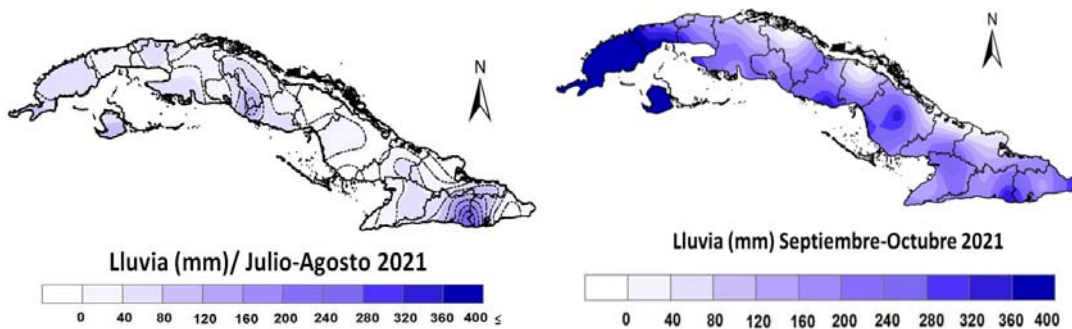 N
Lluvia (mm)/ Julio-Agosto 2021
0 40 80 120 160 200 240 280 320 360 400 ≤
N
Lluvia (mm) Septiembre-Octubre 2021
0 40 80 120 160 200 240 280 320 360 400